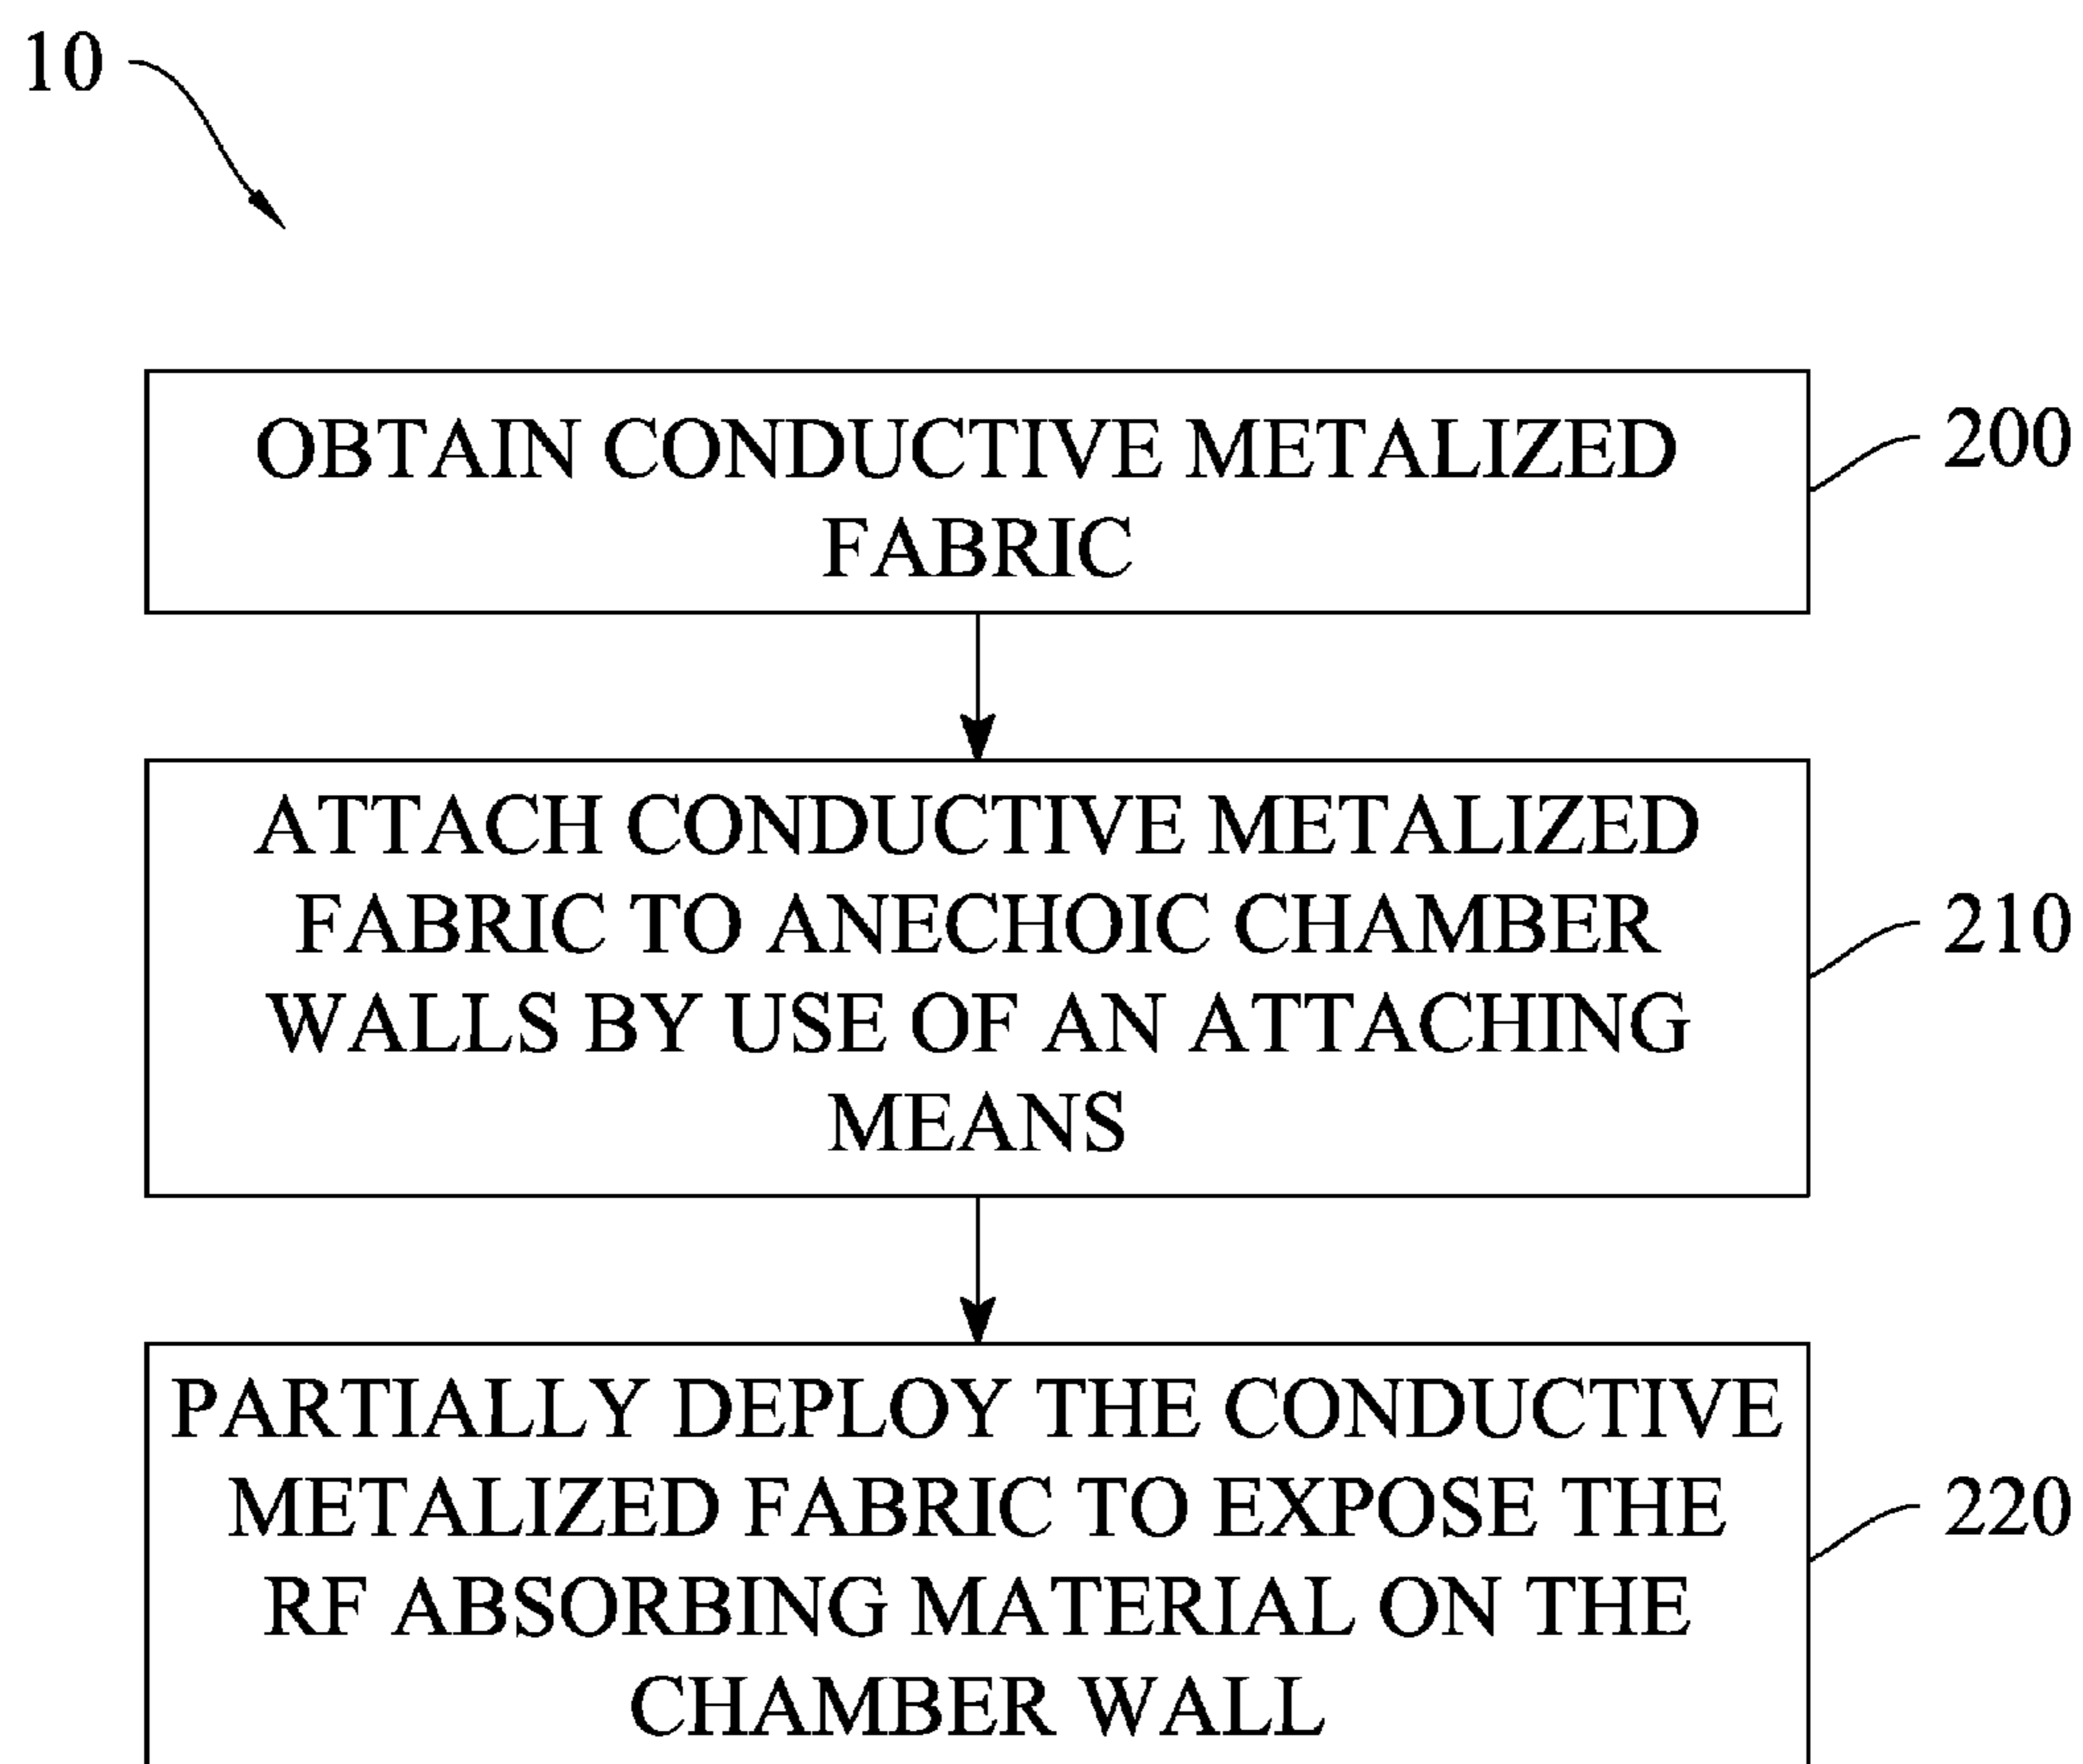 10
OBTAIN CONDUCTIVE METALIZED
FABRIC
200
ATTACH CONDUCTIVE METALIZED
FABRIC TO ANECHOIC CHAMBER
WALLS BY USE OF AN ATTACHING
MEANS
210
PARTIALLY DEPLOY THE CONDUCTIVE
METALIZED FABRIC TO EXPOSE THE
RF ABSORBING MATERIAL ON THE
CHAMBER WALL
220